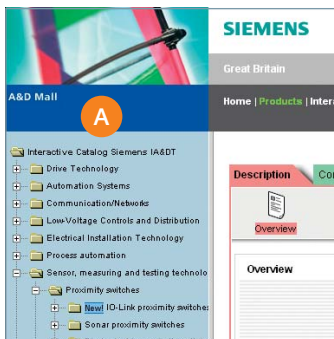 SIEMENS
Great Britain
A&D Mall
A
Home | Products |
Interactive Catalog Siemens IA&DT
Drive Technology
Automation Systems
Communication/Networks
Low-Voltage Controls and Distribution
Electrical Installation Technology
Process automation
Sensor, measuring and testing technolo
Proximity switches
New! IO-Link proximity switches
Sonar proximity switches
Description
Overview
Overview